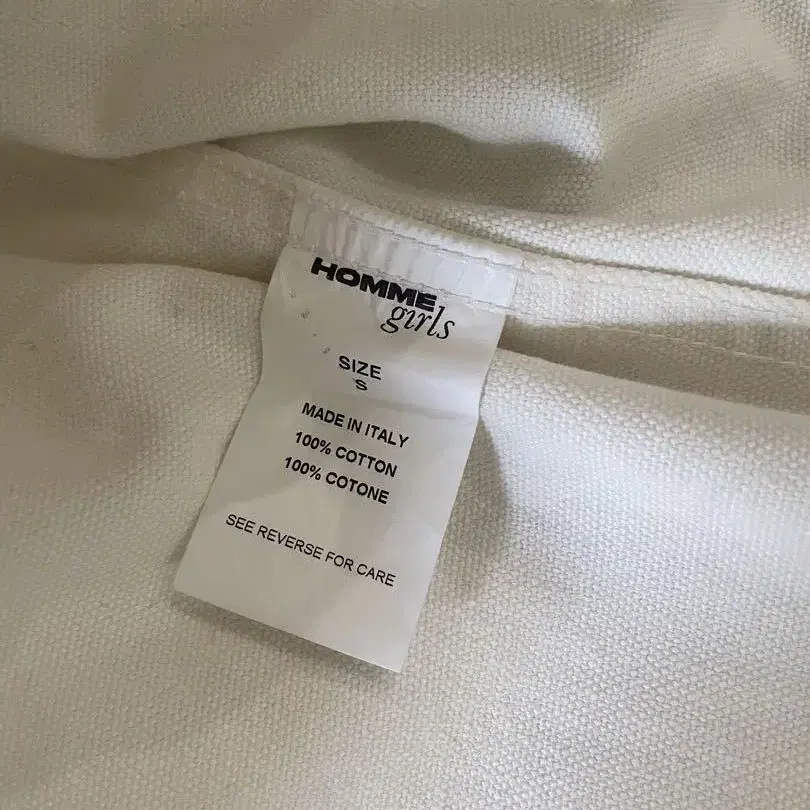 HOMME
girls
SIZE
S
MADE IN ITALY
100% COTTON
100% COTONE
SEE REVERSE FOR CARE